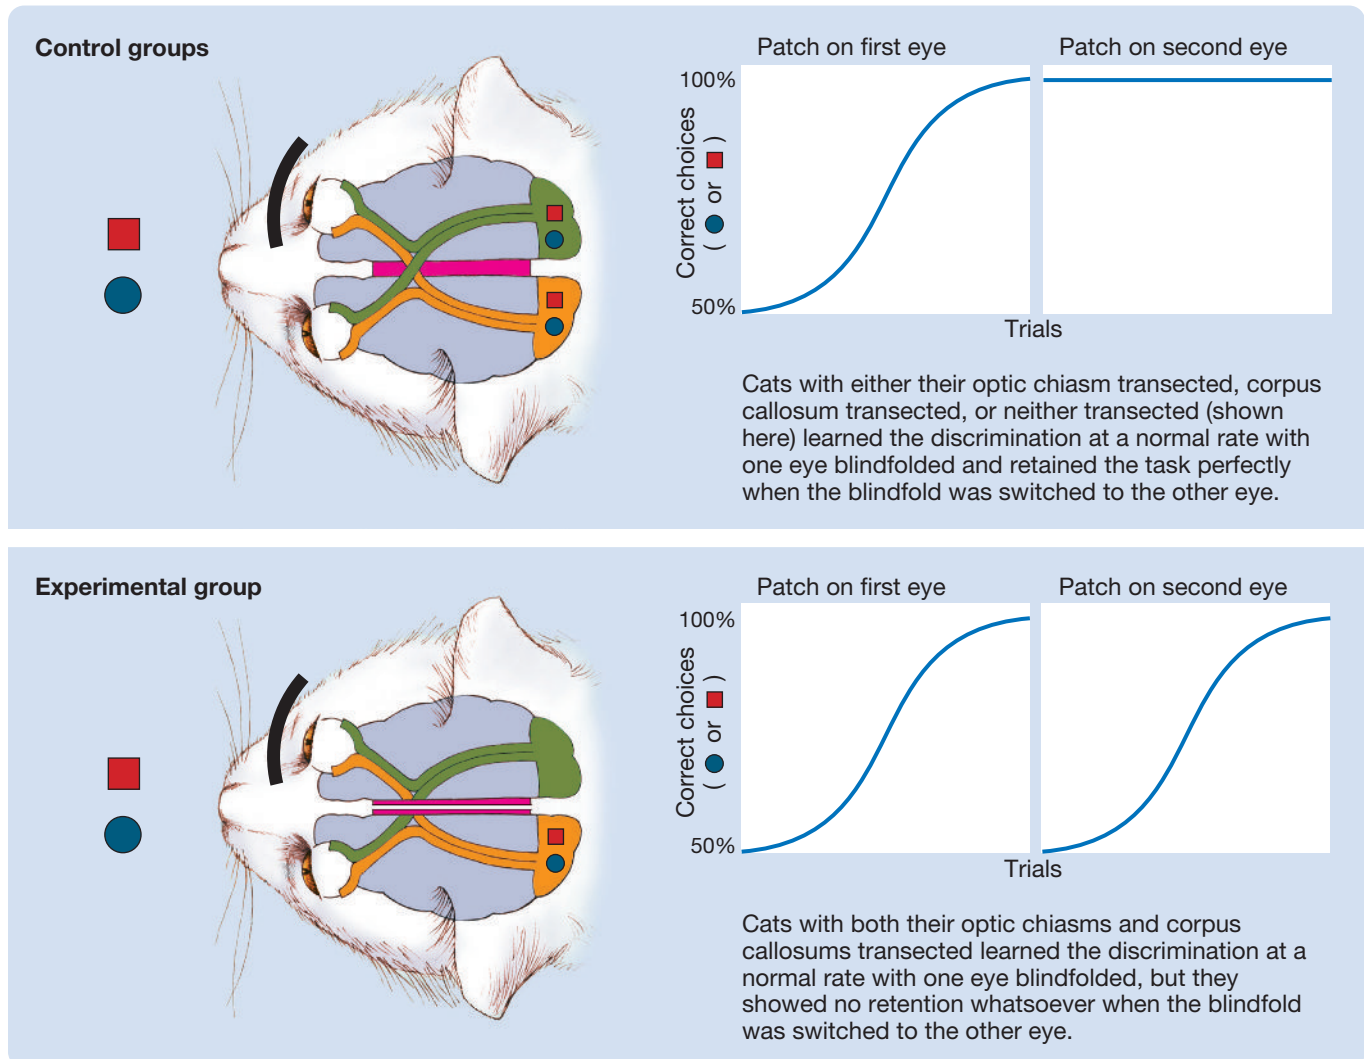 Control groups
Patch on first eye
Patch on second eye
100%
Correct choices
( or )
50%
Trials
Cats with either their optic chiasm transected, corpus
callosum transected, or neither transected (shown
here) learned the discrimination at a normal rate with
one eye blindfolded and retained the task perfectly
when the blindfold was switched to the other eye.
Experimental group
Patch on first eye
Patch on second eye
100%
Correct choices
( or )
50%
Trials
Cats with both their optic chiasms and corpus
callosums transected learned the discrimination at a
normal rate with one eye blindfolded, but they
showed no retention whatsoever when the blindfold
was switched to the other eye.